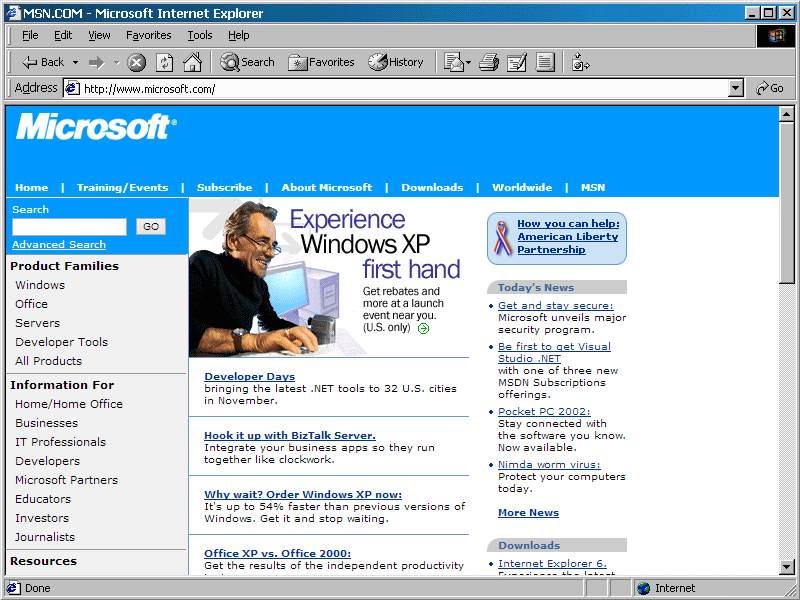 MSN.COM - Microsoft Internet Explorer
File Edit View Favorites Tools Help
Back Search Favorites History
Address http://www.microsoft.com/ Go
Microsoft®
Home | Training/Events | Subscribe | About Microsoft | Downloads | Worldwide | MSN
Search
GO
Advanced Search
Product Families
Windows
Office
Servers
Developer Tools
All Products
Information For
Home/Home Office
Businesses
IT Professionals
Developers
Microsoft Partners
Educators
Investors
Journalists
Resources
Experience
Windows XP
first hand
Get rebates and
more at a launch
event near you.
(U.S. only)
Developer Days
bringing the latest .NET tools to 32 U.S. cities
in November.
Hook it up with BizTalk Server.
Integrate your business apps so they run
together like clockwork.
Why wait? Order Windows XP now:
It's up to 54% faster than previous versions of
Windows. Get it and stop waiting.
Office XP vs. Office 2000:
Get the results of the independent productivity
How you can help:
American Liberty
Partnership
Today's News
Get and stay secure:
Microsoft unveils major
security program.
Be first to get Visual
Studio .NET
with one of three new
MSDN Subscriptions
offerings.
Pocket PC 2002:
Stay connected with
the software you know.
Now available.
Nimda worm virus:
Protect your computers
today.
More News
Downloads
Internet Explorer 6.
Experience the latest
Done Internet